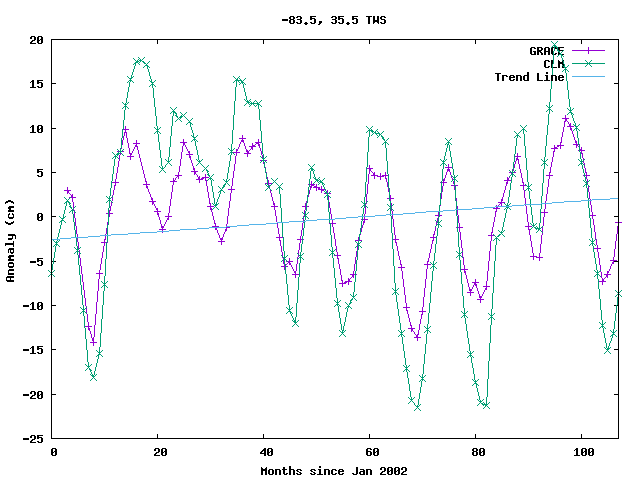 -83.5, 35.5 TWS
GRACE
CLM
Trend Line
20
15
10
5
0
-5
-10
-15
-20
-25
Anomaly (cm)
0 20 40 60 80 100
Months since Jan 2002